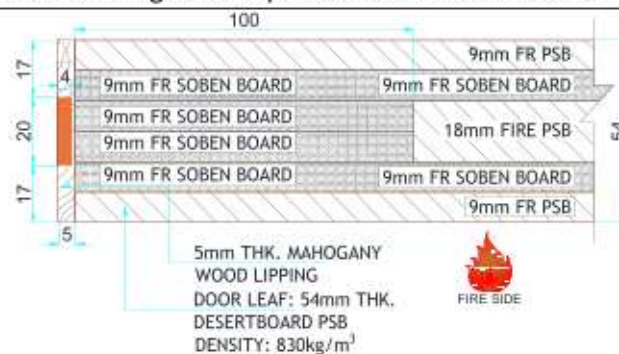 100
9mm FR PSB
17
4
9mm FR SOBEN BOARD
9mm FR SOBEN BOARD
9mm FR SOBEN BOARD
20
18mm FIRE PSB
54
9mm FR SOBEN BOARD
9mm FR SOBEN BOARD
9mm FR SOBEN BOARD
17
9mm FR PSB
5
5mm THK. MAHOGANY
WOOD LIPPING
DOOR LEAF: 54mm THK.
DESERTBOARD PSB
DENSITY: 830kg/m³
FIRE SIDE